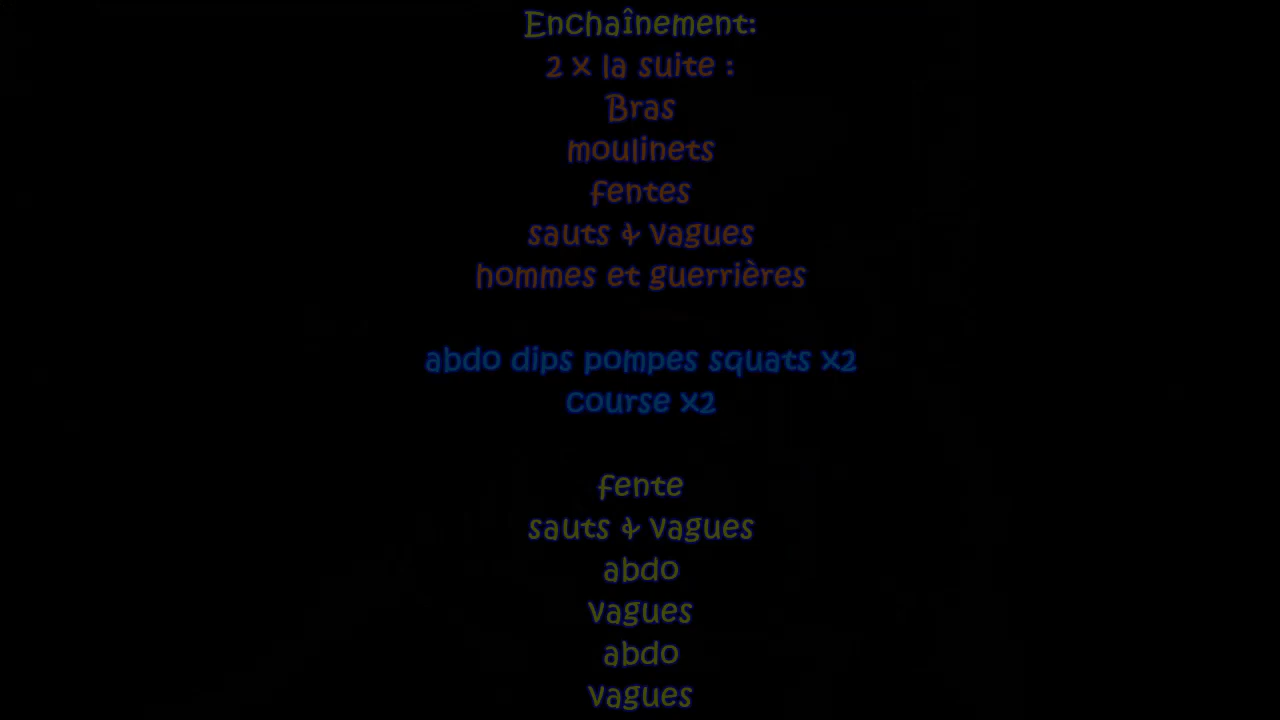 Enchaînement:
2 x la suite :
Bras
moulinets
fentes
sauts & vagues
hommes et guerrières
abdo dips pompes squats x2
course x2
fente
sauts & vagues
abdo
vagues
abdo
vagues